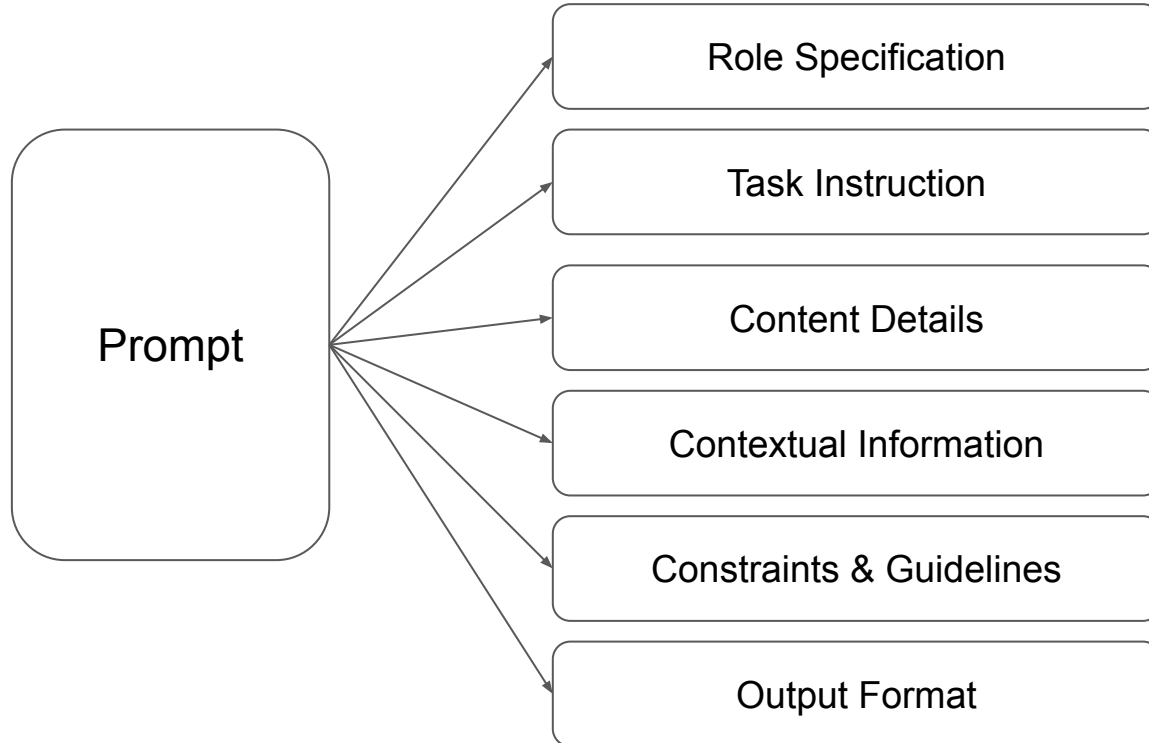 Prompt
Role Specification
Task Instruction
Content Details
Contextual Information
Constraints & Guidelines
Output Format